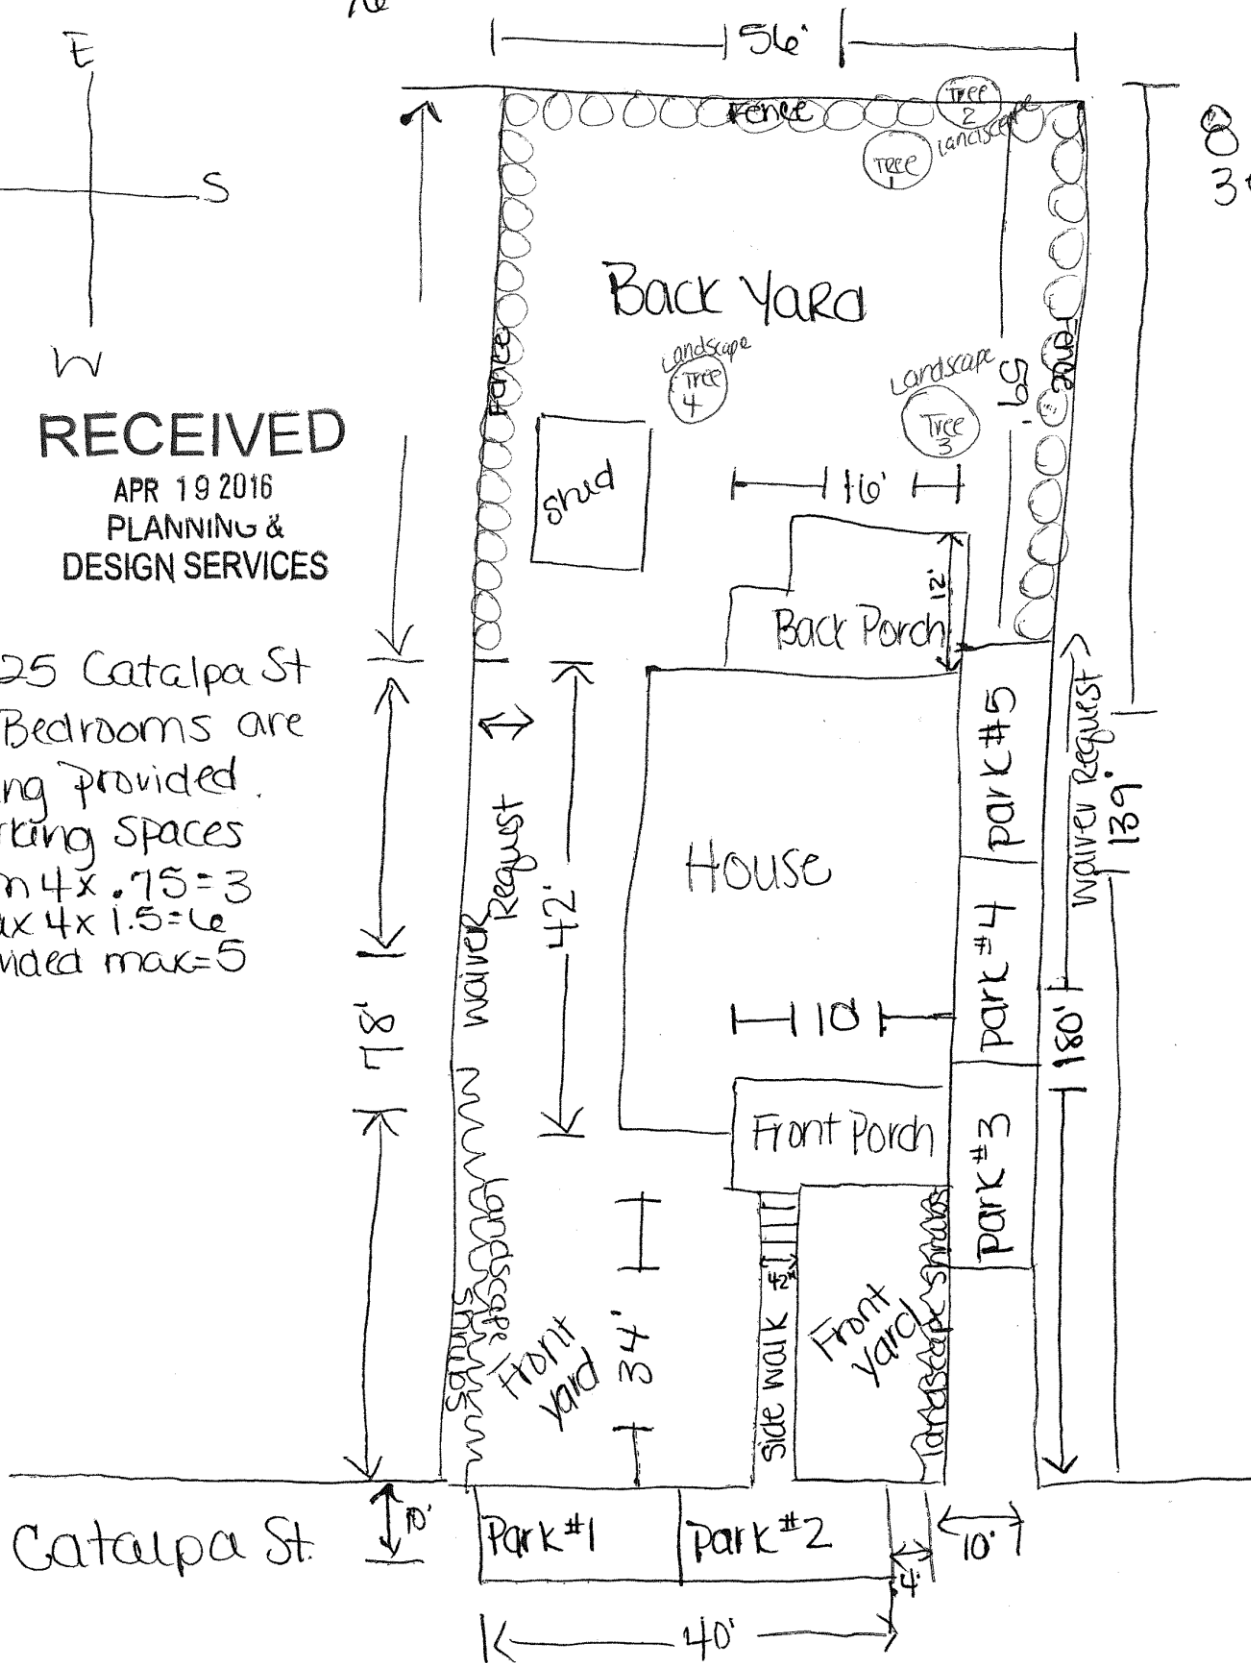 56'
E
S
W
8
3
Fence
Tree
2
Landscape
Tree
1
Back Yard
Fence
Fence
Landscape
Tree
4
Landscape
Tree
3
59'
RECEIVED
APR 19 2016
PLANNING &
DESIGN SERVICES
shed
16'
12'
Back Porch
25 Catalpa St
Bedrooms are
ng provided.
rking spaces
n 4x .75=3
ax 4x 1.5=6
vided max=5
Park #5
Waiver Request
139'
Waiver Request
42'
House
Park #4
78'
10'
180'
Front Porch
Park #3
Landscape
Shrubs
Front
yard
34'
42"
Side walk
Front
yard
Landscape Shrubs
Catalpa St.
10'
Park #1
Park #2
4'
10'
40'